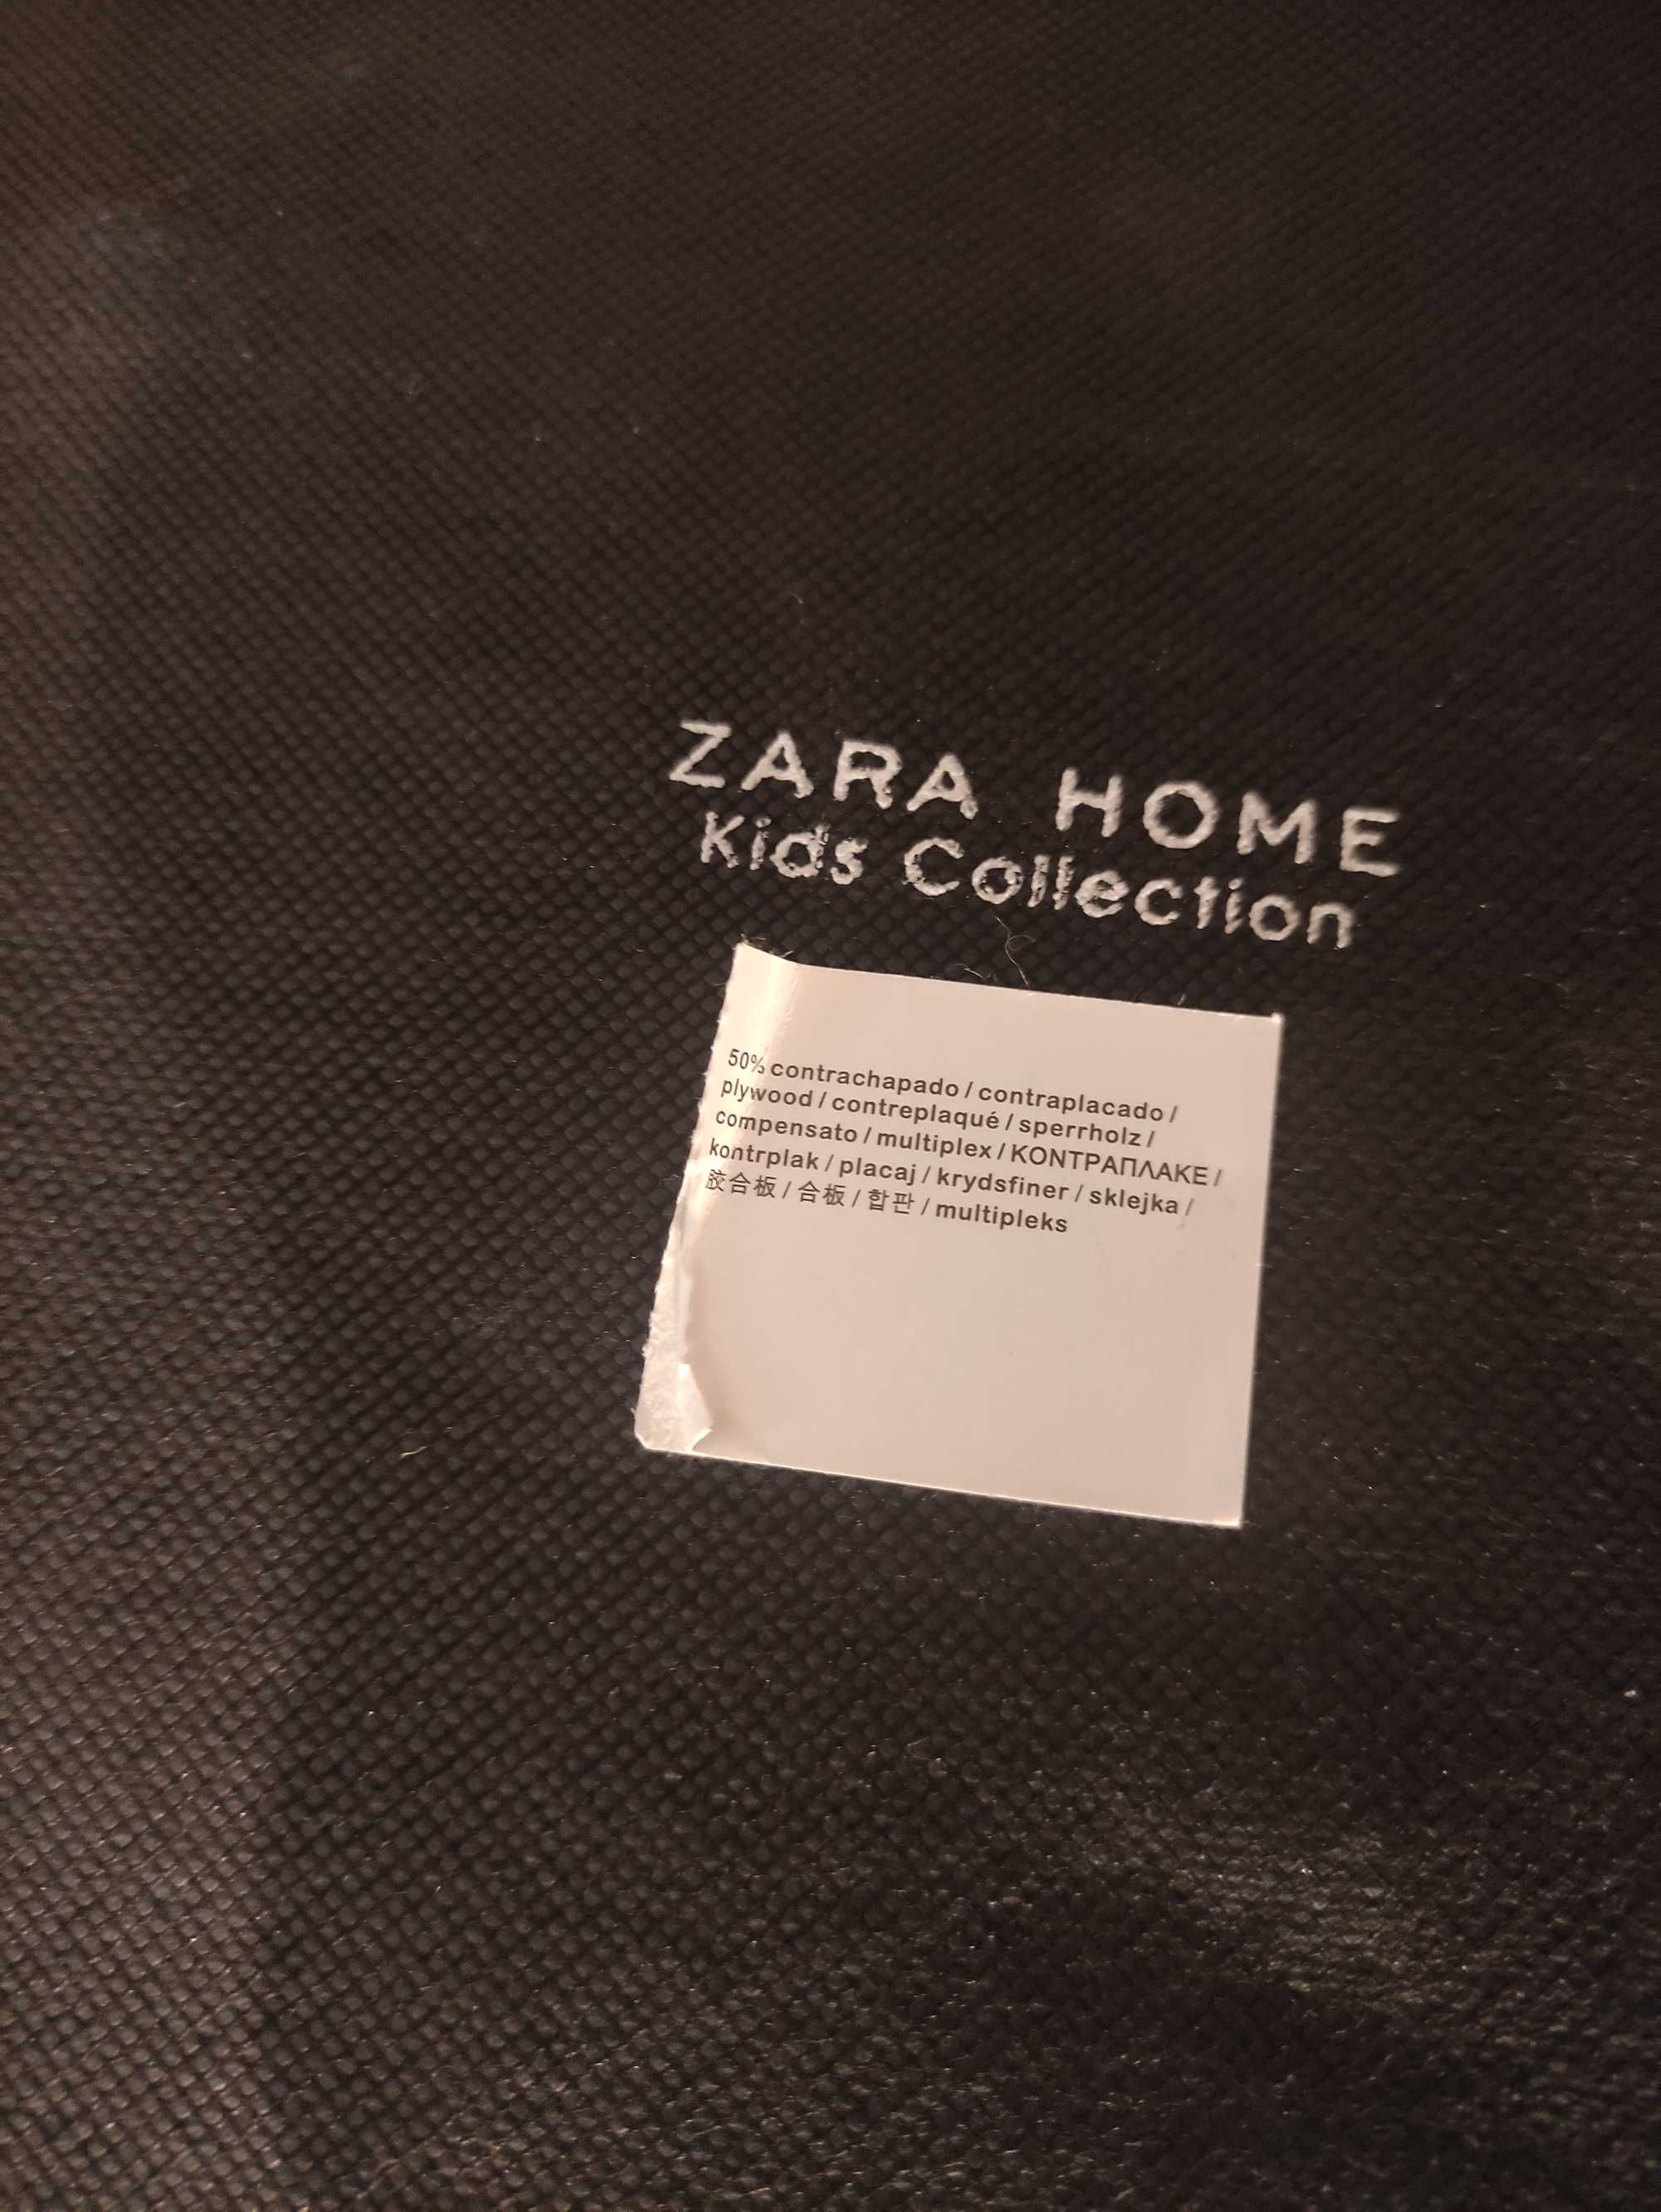 ZARA HOME
Kids Collection
50% contrachapado / contraplacado /
plywood / contreplaqué / sperrholz /
compensato / multiplex / ΚΟΝΤΡΑΠΛΑΚΕ /
kontrplak / placaj / krydsfiner / sklejka /
胶合板 / 合板 / 합판 / multipleks